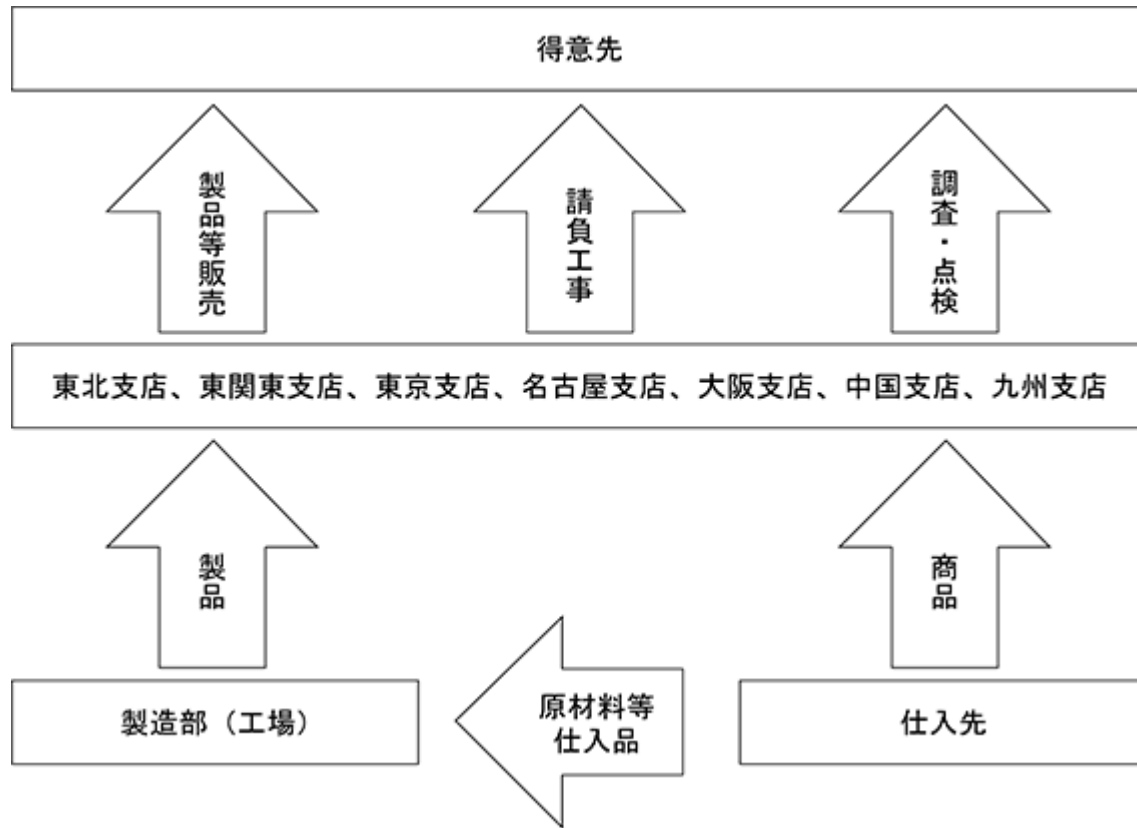 得意先
製品等販売
請負工事
調査・点検
東北支店、東関東支店、東京支店、名古屋支店、大阪支店、中国支店、九州支店
製品
商品
製造部（工場）
原材料等
仕入品
仕入先